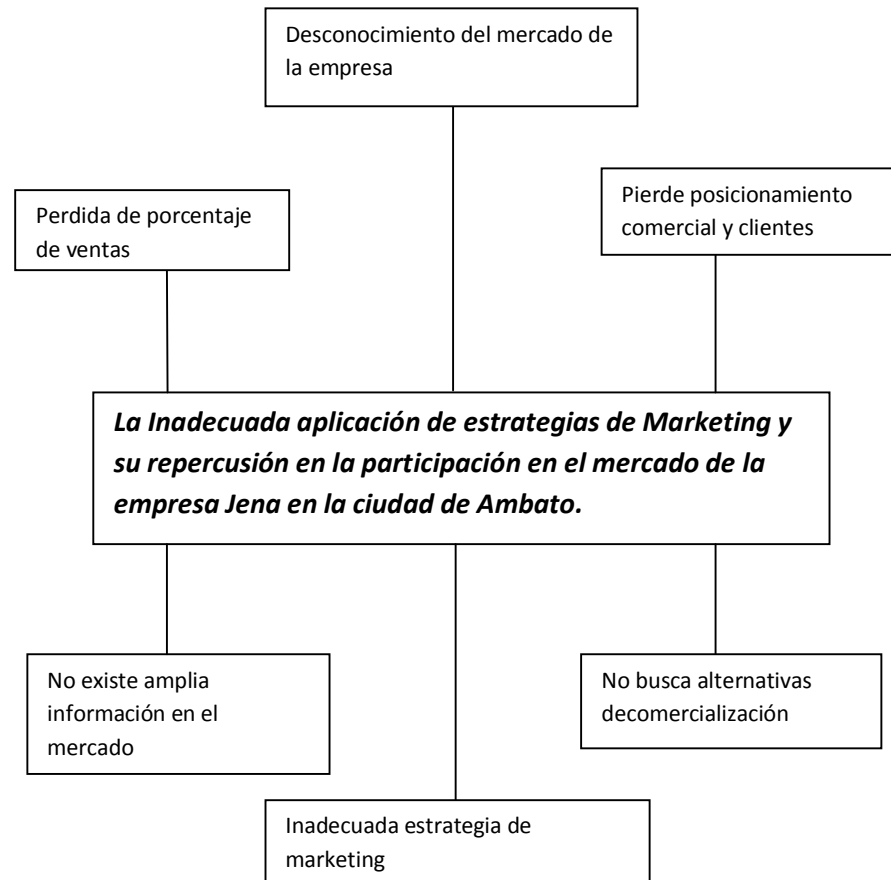 Desconocimiento del mercado de
la empresa
Perdida de porcentaje
de ventas
Pierde posicionamiento
comercial y clientes
La Inadecuada aplicación de estrategias de Marketing y
su repercusión en la participación en el mercado de la
empresa Jena en la ciudad de Ambato.
No existe amplia
información en el
mercado
No busca alternativas
decomercialización
Inadecuada estrategia de
marketing